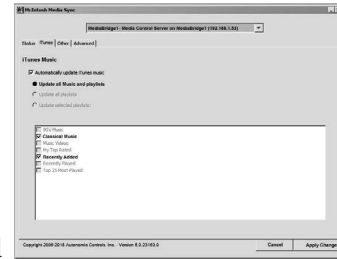 McIntosh Media Sync
MediaBridge1 - Media Control Server on MediaBridge1 (192.168.1.53)
Status iTunes Other Advanced
iTunes Music
Automatically update iTunes music
Update all Music and playlists
Update all playlists
Update selected playlists:
90's Music
Classical Music
Music Videos
My Top Rated
Recently Added
Recently Played
Top 25 Most Played
Copyright 2006-2018 Autonomic Controls, Inc. - Version 6.0.23163.0
Cancel
Apply Change